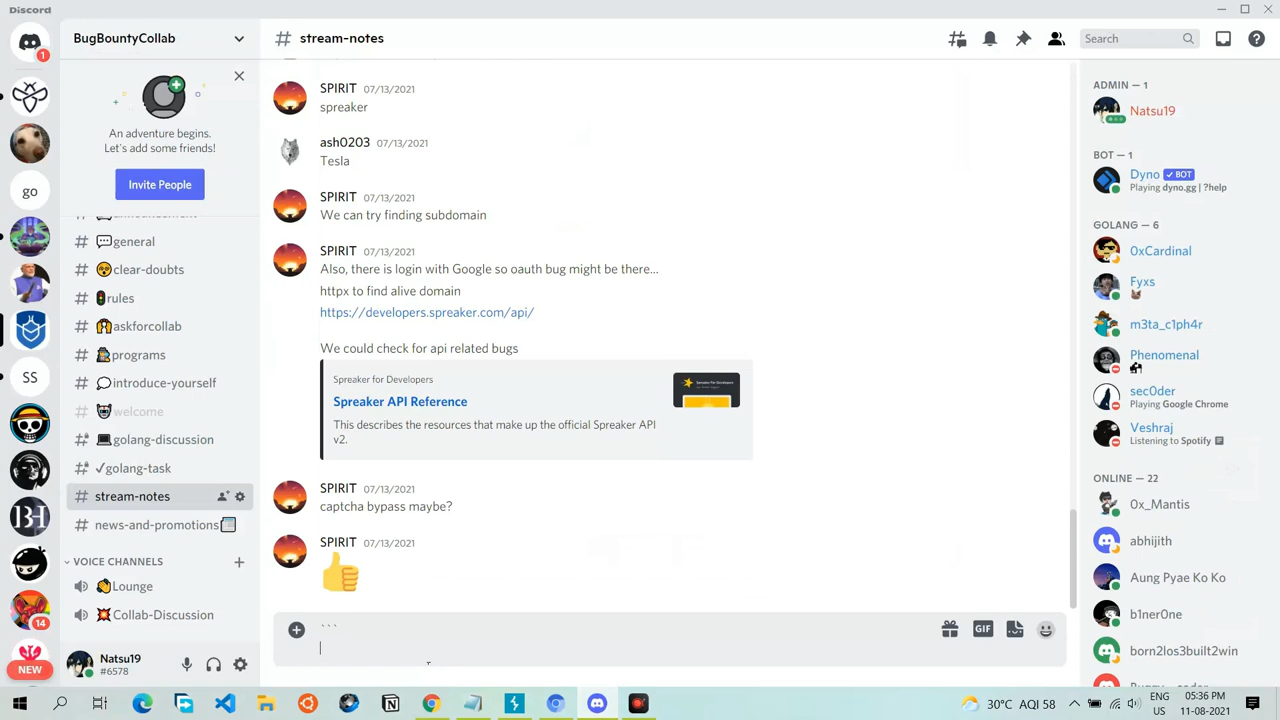 Discord
BugBountyCollab
# stream-notes
Search
1
An adventure begins.
Let's add some friends!
Invite People
go
SS
14
NEW
# announcement
# general
# clear-doubts
# rules
# askforcollab
# programs
# introduce-yourself
# welcome
# golang-discussion
# ✓golang-task
# stream-notes
# news-and-promotions
VOICE CHANNELS
Lounge
Collab-Discussion
Natsu19
#6578
SPIRIT 07/13/2021
spreaker
ash0203 07/13/2021
Tesla
SPIRIT 07/13/2021
We can try finding subdomain
SPIRIT 07/13/2021
Also, there is login with Google so oauth bug might be there...
httpx to find alive domain
https://developers.spreaker.com/api/
We could check for api related bugs
Spreaker for Developers
Spreaker API Reference
This describes the resources that make up the official Spreaker API
v2.
SPIRIT 07/13/2021
captcha bypass maybe?
SPIRIT 07/13/2021
```
GIF
ADMIN — 1
Natsu19
BOT — 1
Dyno ✓ BOT
Playing dyno.gg | ?help
GOLANG — 6
0xCardinal
Fyxs
m3ta_c1ph4r
Phenomenal
sec0der
Playing Google Chrome
Veshraj
Listening to Spotify
ONLINE — 22
0x_Mantis
abhijith
Aung Pyae Ko Ko
b1ner0ne
born2los3built2win
30°C AQI 58
ENG
US
05:36 PM
11-08-2021